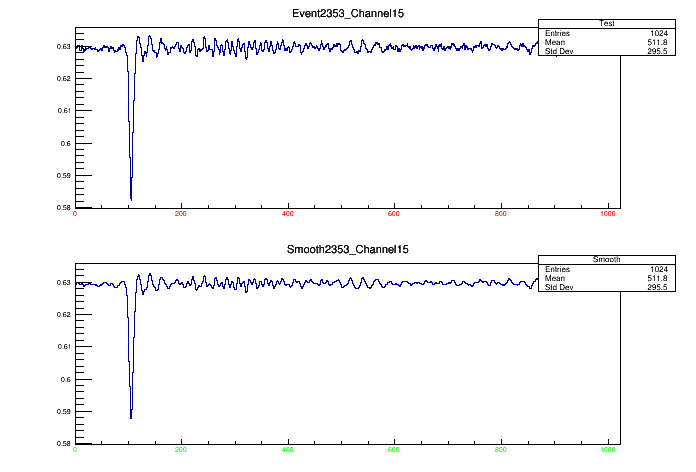 Event2353_Channel15
Test
Entries 1024
Mean 511.8
Std Dev 295.5
0.63
0.62
0.61
0.6
0.59
0.58
0 200 400 600 800 1000
Smooth2353_Channel15
Smooth
Entries 1024
Mean 511.8
Std Dev 295.5
0.63
0.62
0.61
0.6
0.59
0.58
0 200 400 600 800 1000